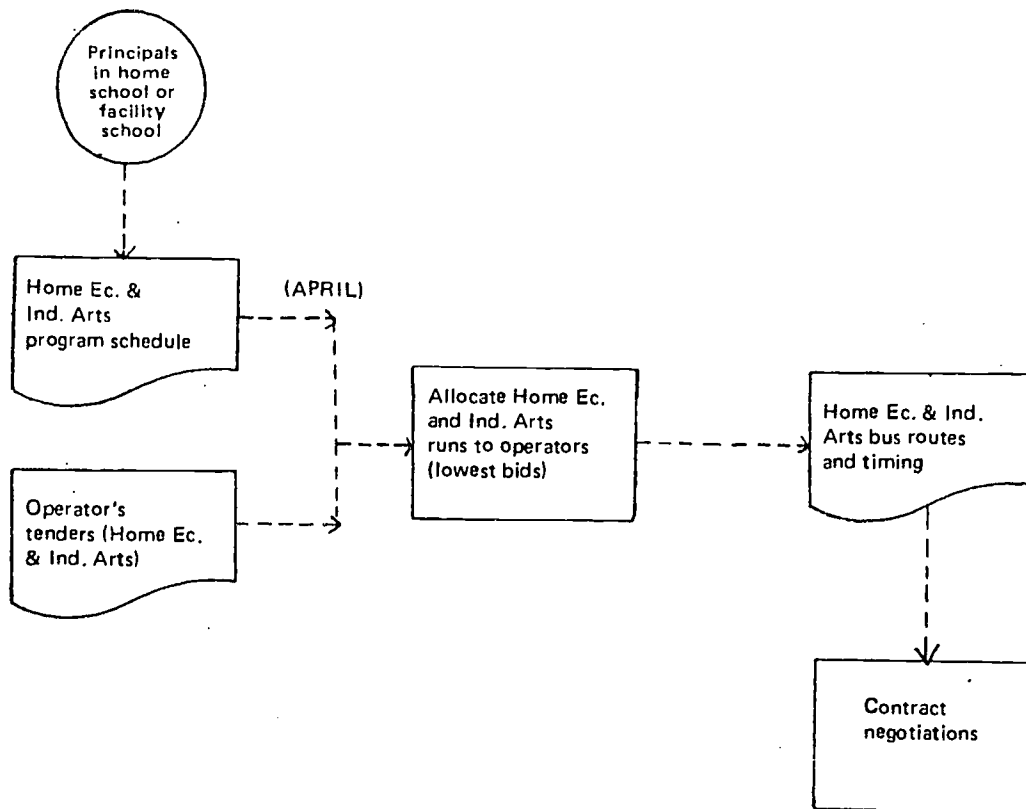 Principals
in home
school or
facility
school
Home Ec. &
Ind. Arts
program schedule
(APRIL)
Operator's
tenders (Home Ec.
& Ind. Arts)
Allocate Home Ec.
and Ind. Arts
runs to operators
(lowest bids)
Home Ec. & Ind.
Arts bus routes
and timing
Contract
negotiations